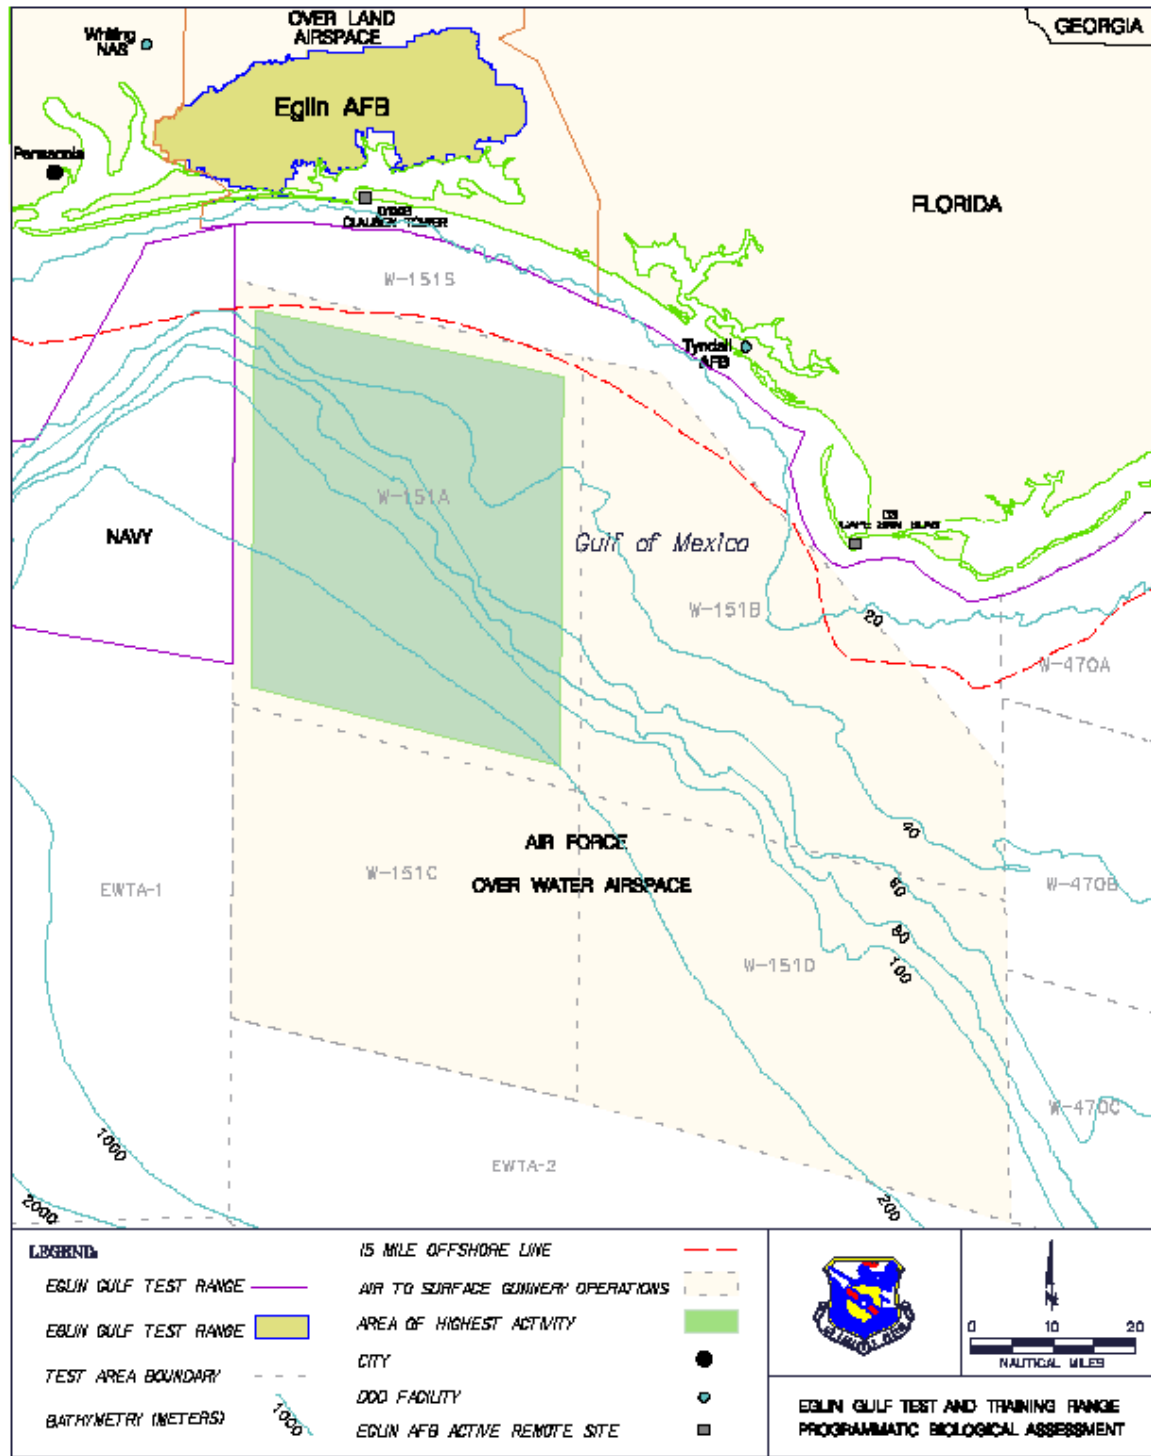 OVER LAND
AIRSPACE
GEORGIA
Whiting
NAS
Eglin AFB
Pensacola
FLORIDA
W-151S
Tyndall
AFB
W-151A
NAVY
Gulf of Mexico
W-151B
20
W-470A
40
AIR FORCE
W-151C
OVER WATER AIRSPACE
EWTA-1
60
W-470B
80
W-151D
100
W-470C
1000
EWTA-2
2000
200
LEGEND:
EGLIN GULF TEST RANGE
EGLIN GULF TEST RANGE
TEST AREA BOUNDARY
BATHYMETRY (METERS)
1000
15 MILE OFFSHORE LINE
AIR TO SURFACE GUNNERY OPERATIONS
AREA OF HIGHEST ACTIVITY
CITY
DOD FACILITY
EGLIN AFB ACTIVE REMOTE SITE
N
0 10 20
NAUTICAL MILES
EGLIN GULF TEST AND TRAINING RANGE
PROGRAMMATIC BIOLOGICAL ASSESSMENT